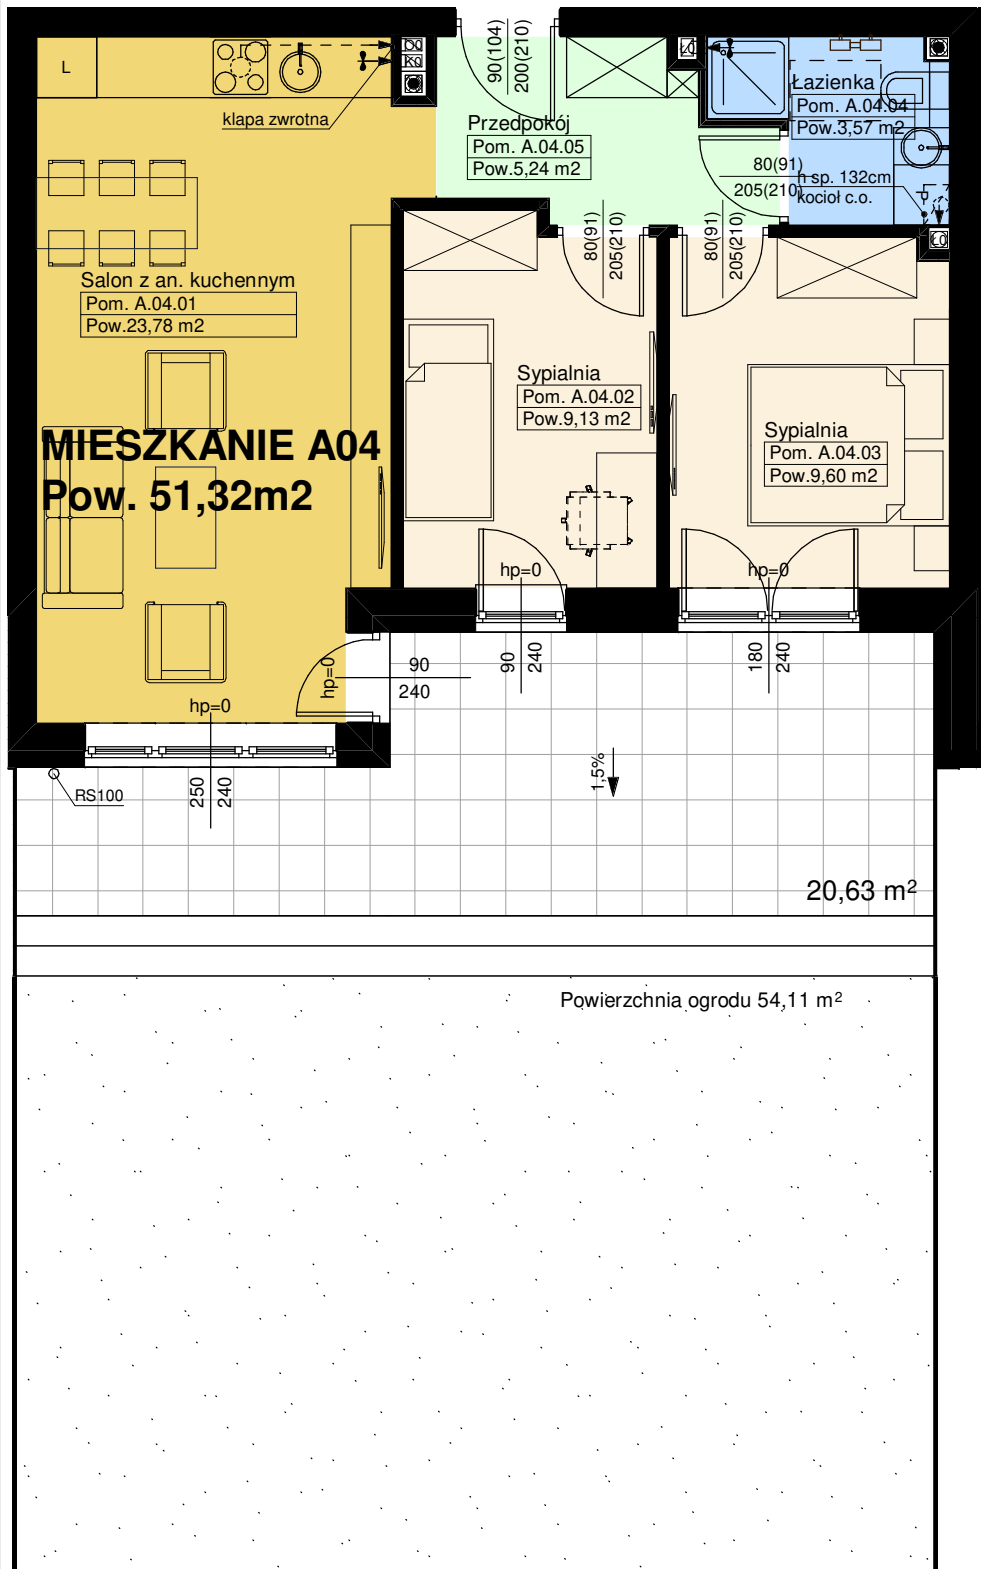 L
klapa zwrotna
90(104)
200(210)
Przedpokój
Pom. A.04.05
Pow.5,24 m2
Łazienka
Pom. A.04.04
Pow.3,57 m2
80(91)
205(210)
h sp. 132cm
kocioł c.o.
80(91)
205(210)
80(91)
205(210)
Salon z an. kuchennym
Pom. A.04.01
Pow.23,78 m2
Sypialnia
Pom. A.04.02
Pow.9,13 m2
Sypialnia
Pom. A.04.03
Pow.9,60 m2
MIESZKANIE A04
Pow. 51,32m2
hp=0
hp=0
90
240
180
240
hp=0
90
240
hp=0
250
240
RS100
1,5%
20,63 m²
Powierzchnia ogrodu 54,11 m²